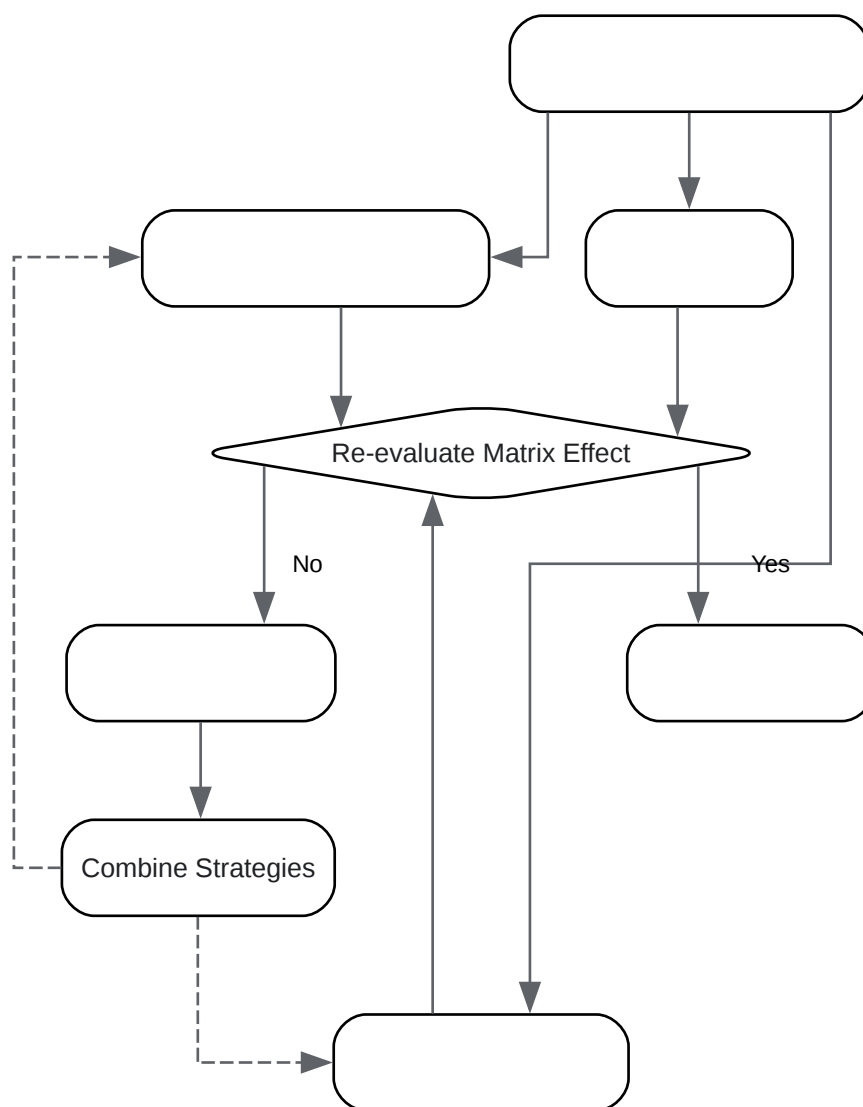 Re-evaluate Matrix Effect
No
Yes
Combine Strategies